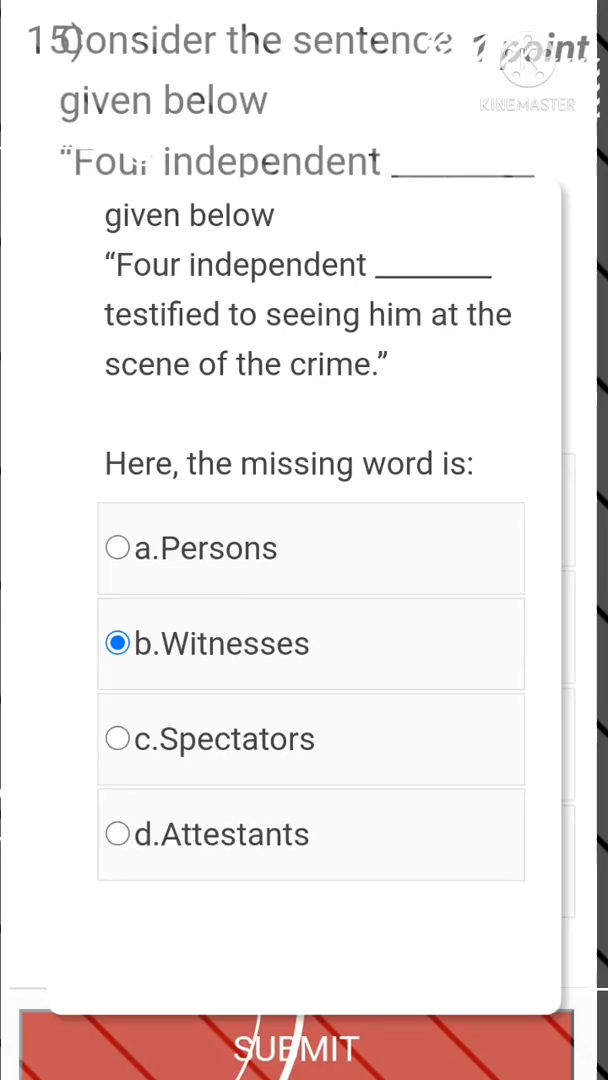 15) Consider the sentence 1 point
KINEMASTER
given below
“Four independent ________
given below
“Four independent ________
testified to seeing him at the
scene of the crime.”
Here, the missing word is:
a.Persons
b.Witnesses
c.Spectators
d.Attestants
SUBMIT